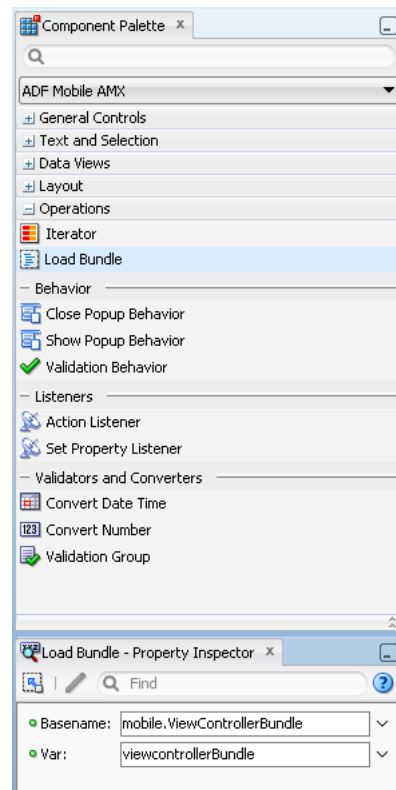 Component Palette
ADF Mobile AMX
General Controls
Text and Selection
Data Views
Layout
Operations
Iterator
Load Bundle
Behavior
Close Popup Behavior
Show Popup Behavior
Validation Behavior
Listeners
Action Listener
Set Property Listener
Validators and Converters
Convert Date Time
123 Convert Number
Validation Group
Load Bundle - Property Inspector
Find
Basename: mobile.ViewControllerBundle
Var: viewcontrollerBundle